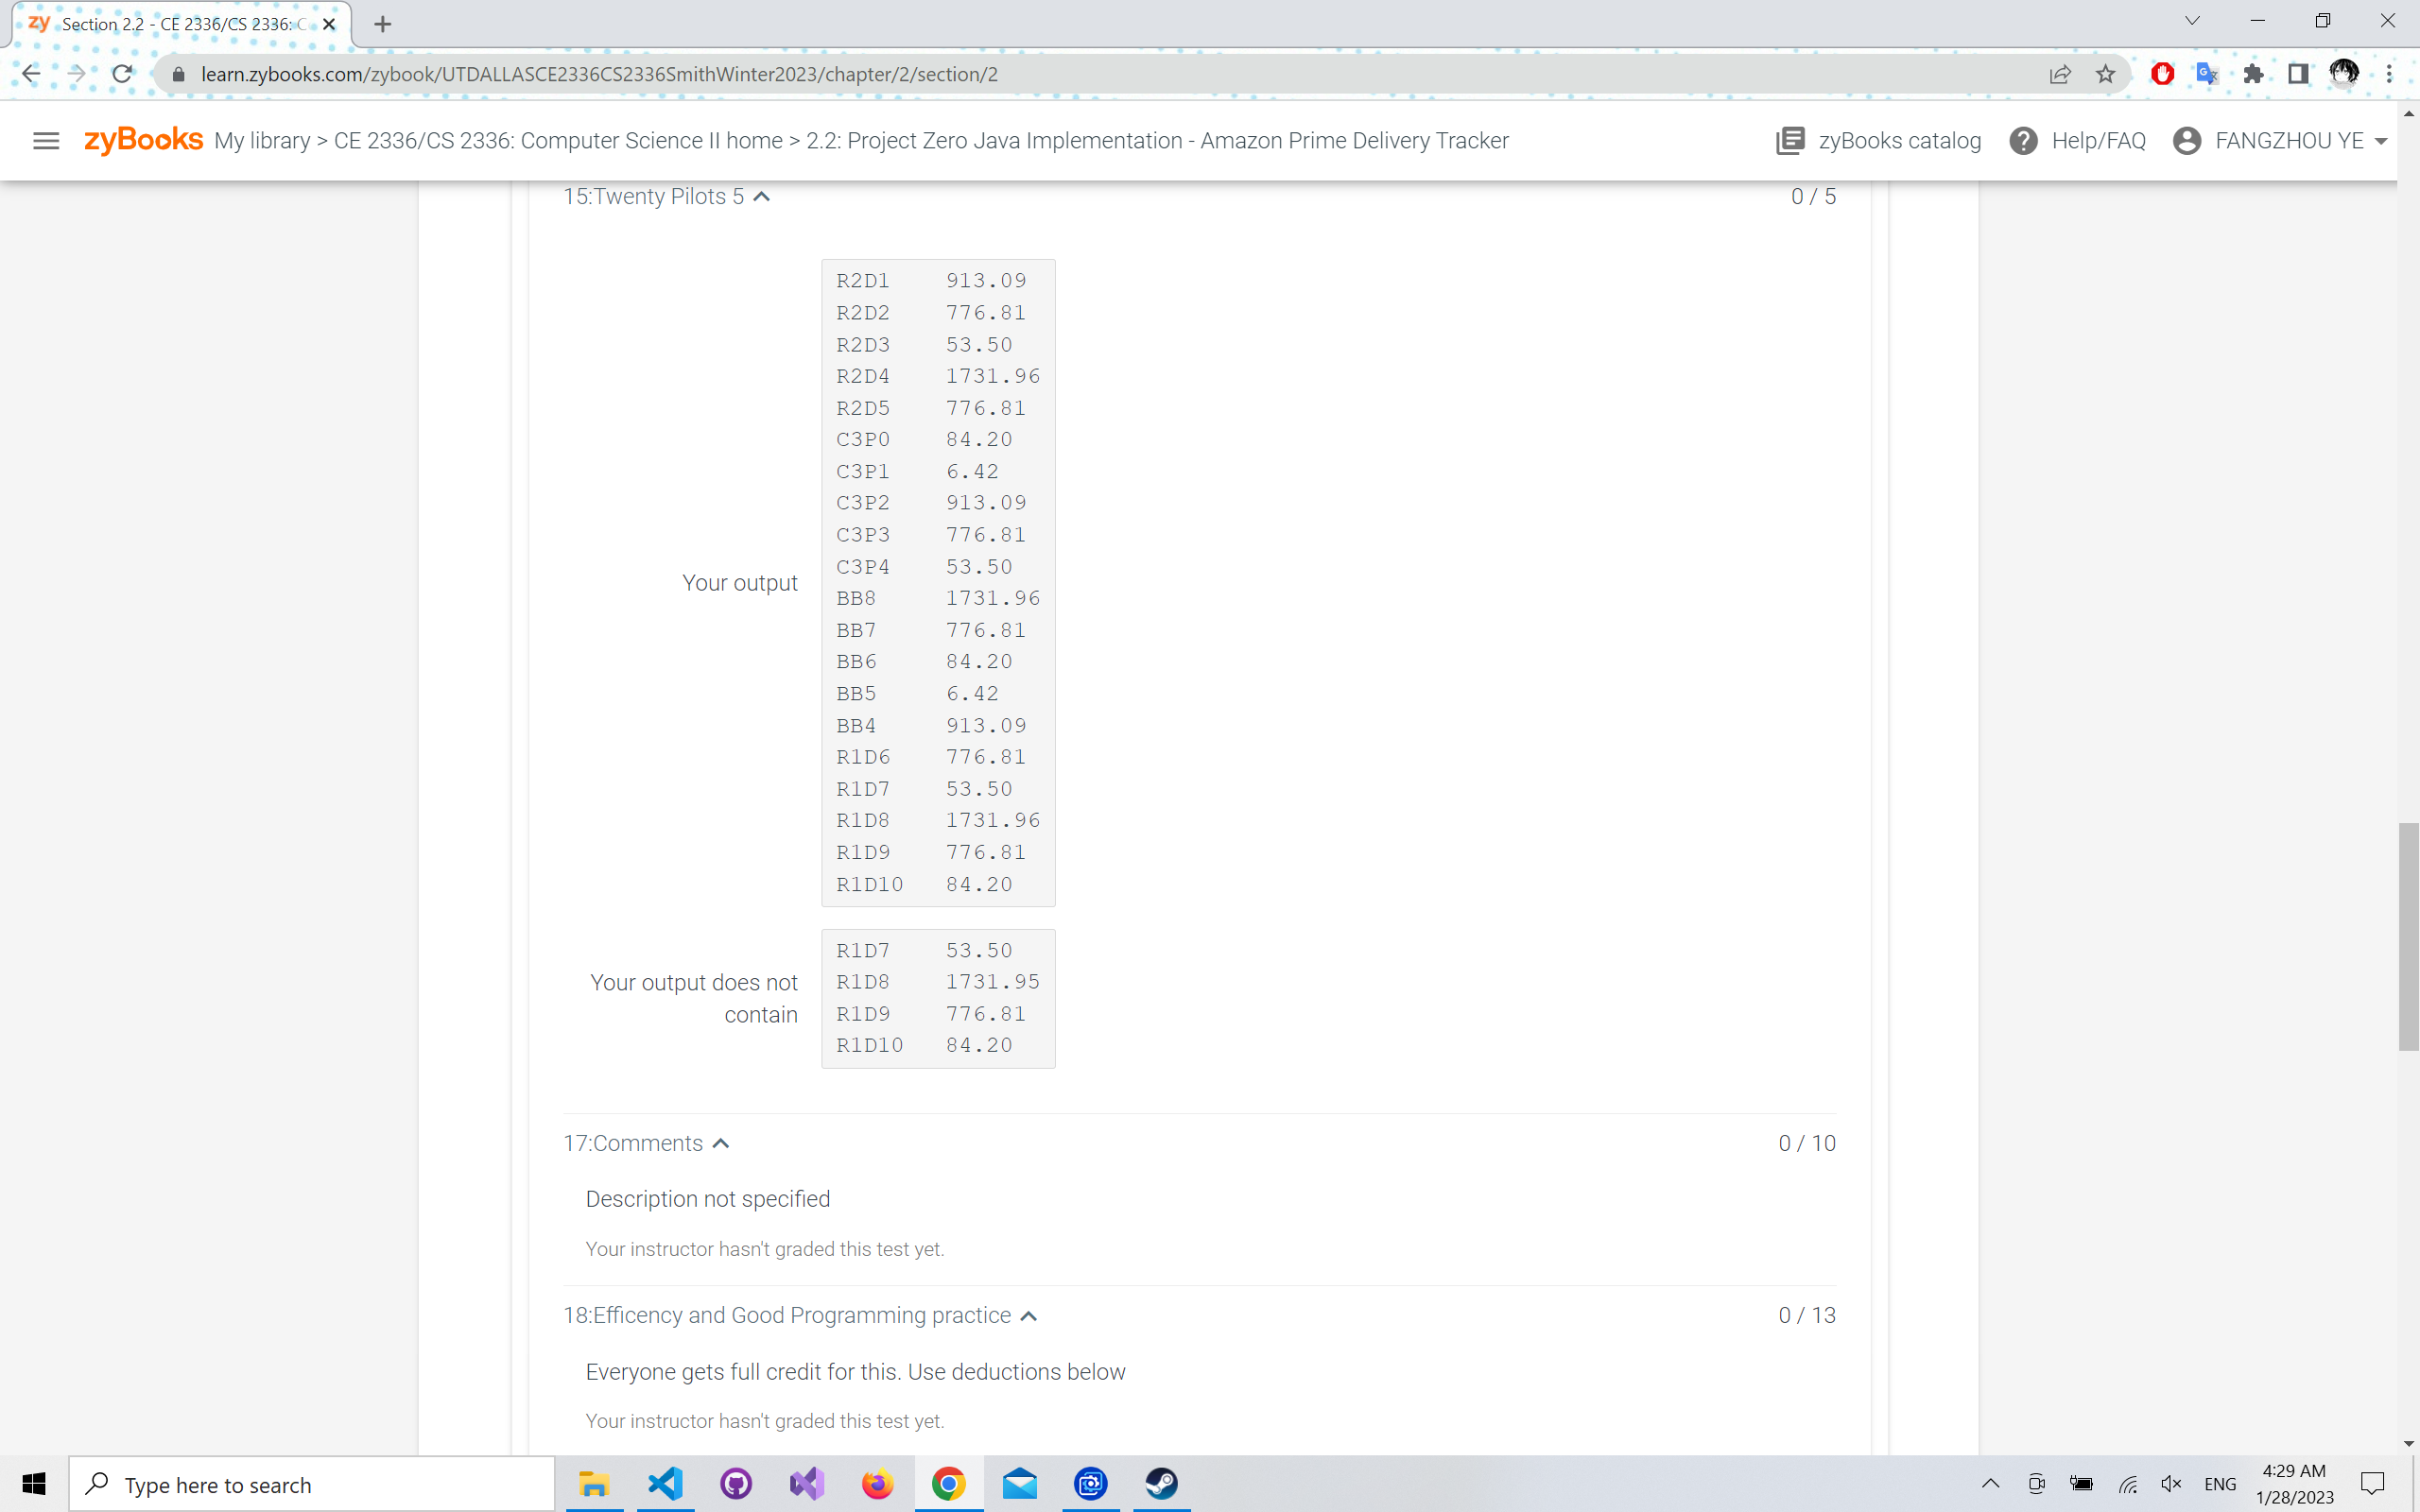 zy Section 2.2 - CE 2336/CS 2336: C
learn.zybooks.com/zybook/UTDALLASCE2336CS2336SmithWinter2023/chapter/2/section/2
zyBooks My library > CE 2336/CS 2336: Computer Science II home > 2.2: Project Zero Java Implementation - Amazon Prime Delivery Tracker zyBooks catalog Help/FAQ FANGZHOU YE
15:Twenty Pilots 5 0 / 5
Your output
R2D1 913.09
R2D2 776.81
R2D3 53.50
R2D4 1731.96
R2D5 776.81
C3P0 84.20
C3P1 6.42
C3P2 913.09
C3P3 776.81
C3P4 53.50
BB8 1731.96
BB7 776.81
BB6 84.20
BB5 6.42
BB4 913.09
R1D6 776.81
R1D7 53.50
R1D8 1731.96
R1D9 776.81
R1D10 84.20
Your output does not
contain
R1D7 53.50
R1D8 1731.95
R1D9 776.81
R1D10 84.20
17:Comments 0 / 10
Description not specified
Your instructor hasn't graded this test yet.
18:Efficency and Good Programming practice 0 / 13
Everyone gets full credit for this. Use deductions below
Your instructor hasn't graded this test yet.
Type here to search
ENG
4:29 AM
1/28/2023